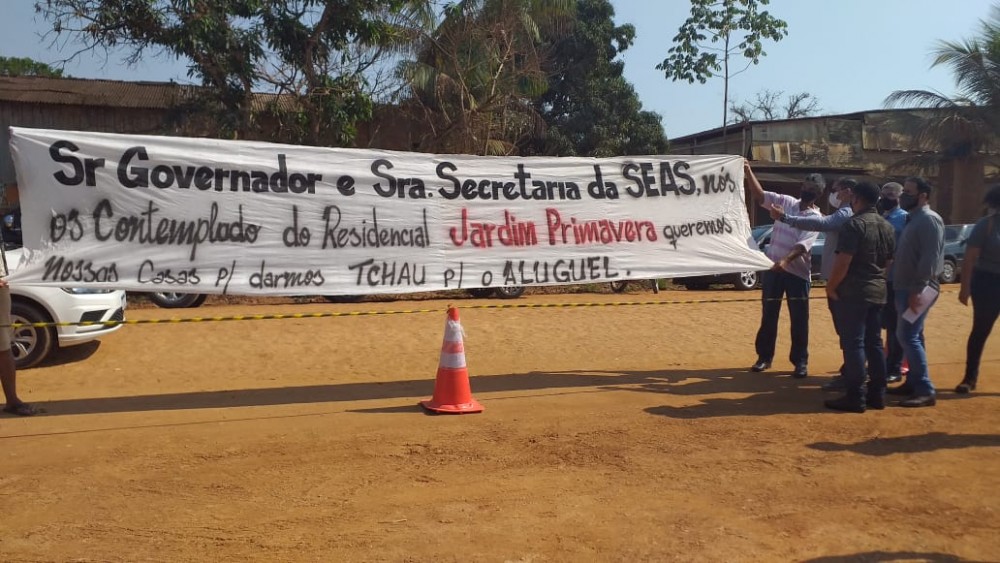 Sr Governador e Sra. Secretaria da SEAS, nós
os Contemplado do Residencial Jardim Primavera queremos
Nossas Casas p/ darmos TCHAU p/ o ALUGUEL.